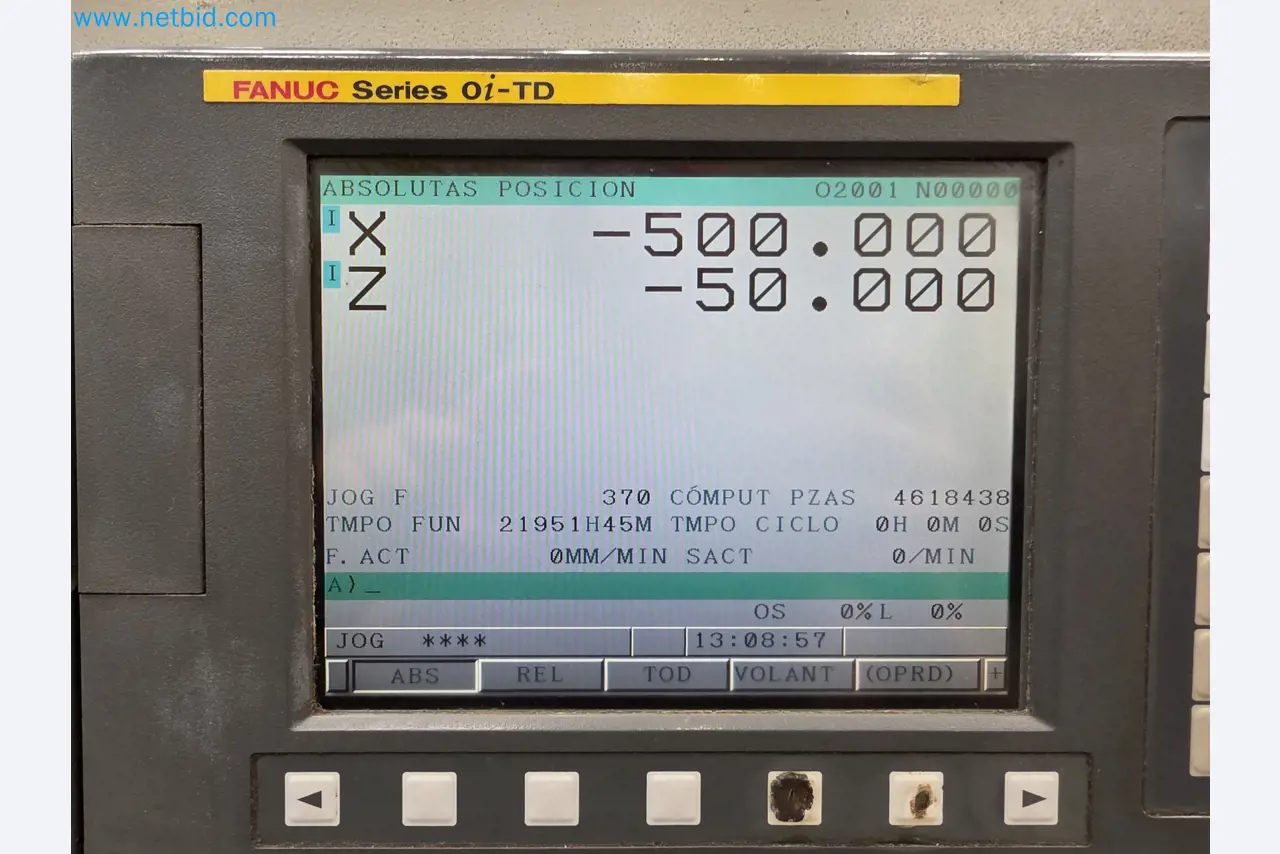 www.netbid.com
FANUC Series 0i-TD
ABSOLUTAS POSICION O2001 N00000
I X -500.000
I Z -50.000
JOG F 370 CÓMPUT PZAS 4618438
TMPO FUN 21951H45M TMPO CICLO 0H 0M 0S
F. ACT 0MM/MIN SACT 0/MIN
A)_
OS 0% L 0%
JOG **** 13:08:57
ABS REL TOD VOLANT (OPRD) +